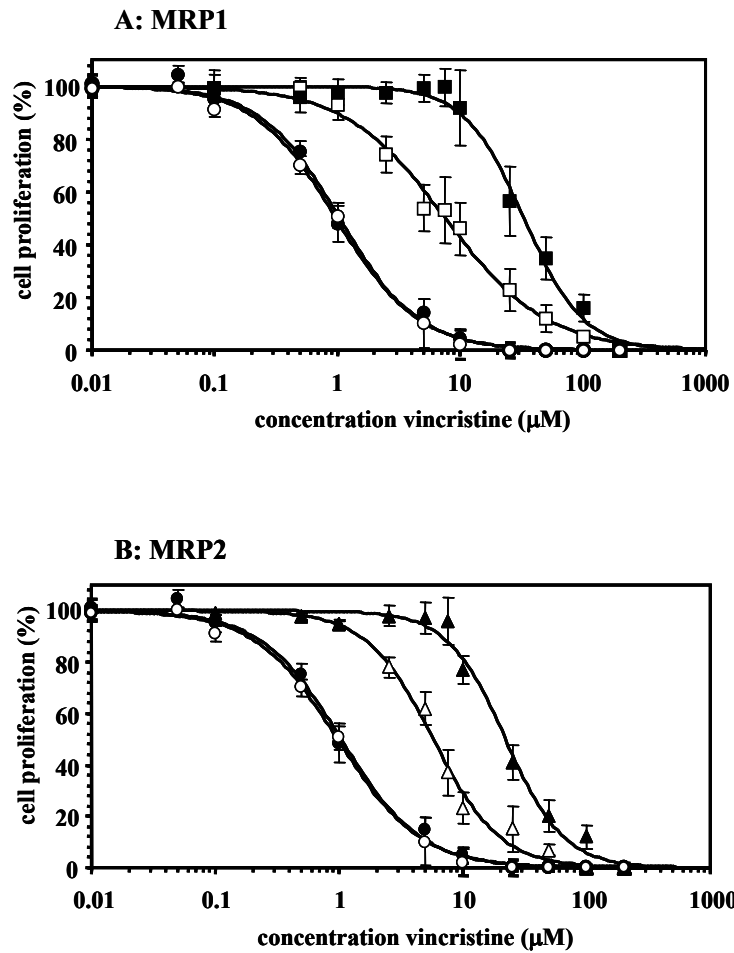 A: MRP1
cell proliferation (%)
100
80
60
40
20
0
0.01 0.1 1 10 100 1000
concentration vincristine (μM)
B: MRP2
cell proliferation (%)
100
80
60
40
20
0
0.01 0.1 1 10 100 1000
concentration vincristine (μM)